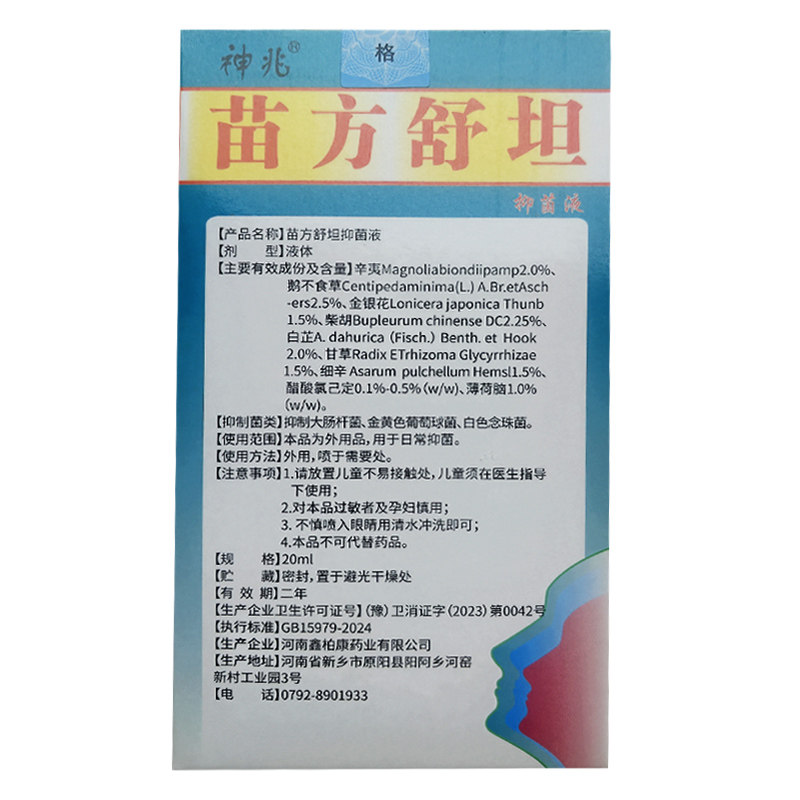 神兆®
格
苗方舒坦
抑菌液
【产品名称】苗方舒坦抑菌液
【剂 型】液体
【主要有效成份及含量】辛夷Magnoliabiondiipamp2.0%、
鹅不食草Centipedaminima(L.) A.Br.etAsch
-ers2.5%、金银花Lonicera japonica Thunb
1.5%、柴胡Bupleurum chinense DC2.25%、
白芷A. dahurica (Fisch.) Benth. et Hook
2.0%、甘草Radix ETrhizoma Glycyrrhizae
1.5%、细辛 Asarum pulchellum Hemsl1.5%、
醋酸氯己定0.1%-0.5%(w/w)、薄荷脑1.0%
(w/w)。
【抑制菌类】抑制大肠杆菌、金黄色葡萄球菌、白色念珠菌。
【使用范围】本品为外用品,用于日常抑菌。
【使用方法】外用,喷于需要处。
【注意事项】1.请放置儿童不易接触处,儿童须在医生指导
下使用;
2.对本品过敏者及孕妇慎用;
3. 不慎喷入眼睛用清水冲洗即可;
4.本品不可代替药品。
【规 格】20ml
【贮 藏】密封,置于避光干燥处
【有 效 期】二年
【生产企业卫生许可证号】(豫)卫消证字(2023)第0042号
【执行标准】GB15979-2024
【生产企业】河南鑫柏康药业有限公司
【生产地址】河南省新乡市原阳县阳阿乡河窑
新村工业园3号
【电 话】0792-8901933